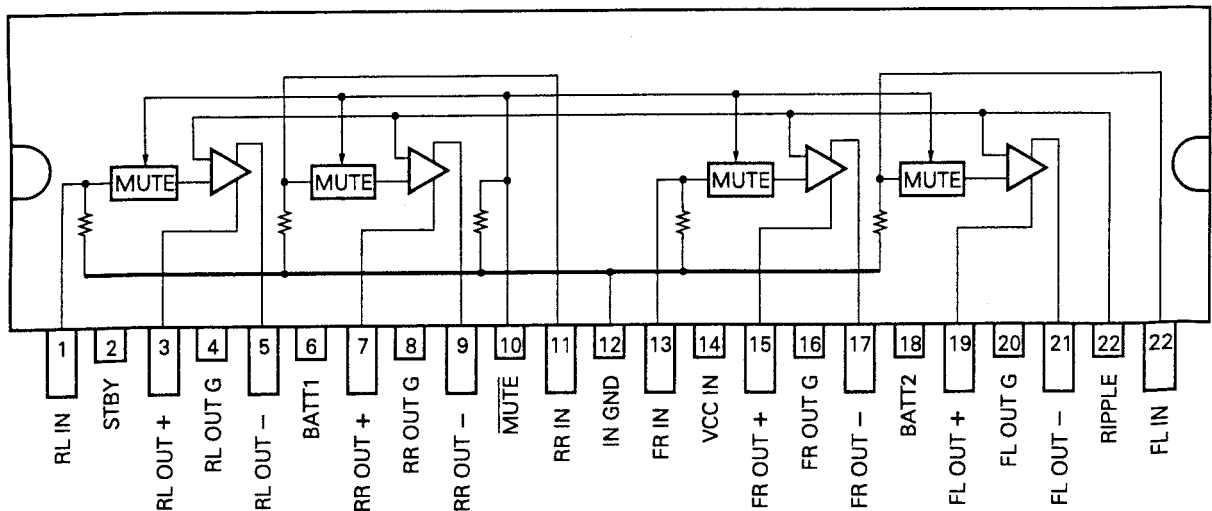 MUTE
MUTE
MUTE
MUTE
1 2 3 4 5 6 7 8 9 10 11 12 13 14 15 16 17 18 19 20 21 22 22
RL IN
STBY
RL OUT +
RL OUT G
RL OUT -
BATT1
RR OUT +
RR OUT G
RR OUT -
MUTE
RR IN
IN GND
FR IN
VCC IN
FR OUT +
FR OUT G
FR OUT -
BATT2
FL OUT +
FL OUT G
FL OUT -
RIPPLE
FL IN